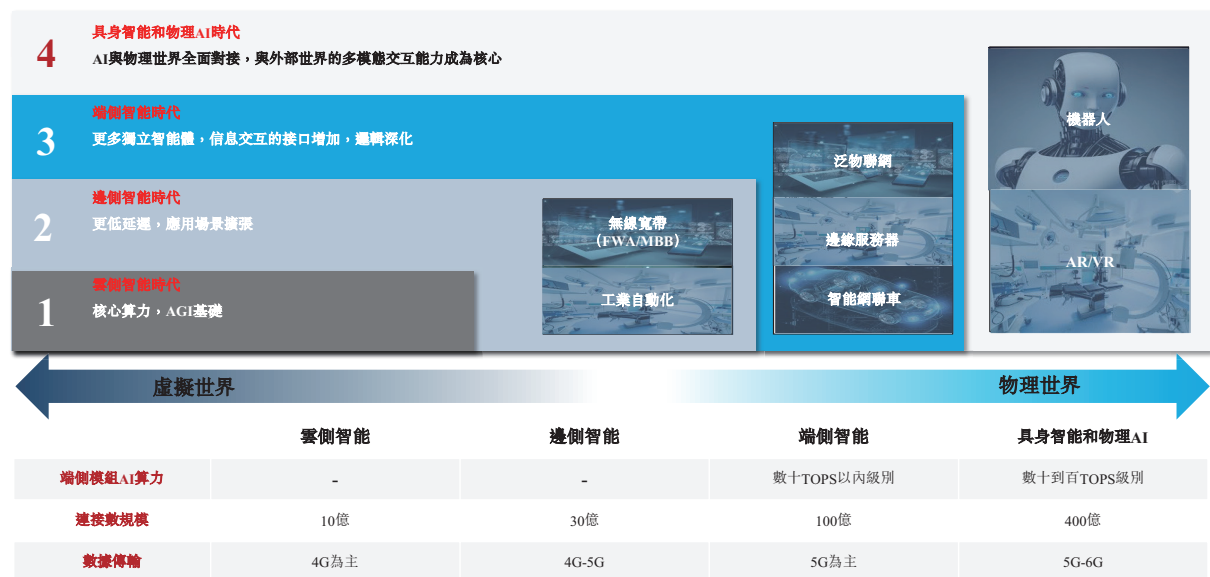 4
具身智能和物理AI時代
AI與物理世界全面對接，與外部世界的多模態交互能力成為核心
機器人
AR/VR
3
端側智能時代
更多獨立智能體，信息交互的接口增加，邏輯深化
泛物聯網
邊緣服務器
智能網聯車
2
邊側智能時代
更低延遲，應用場景擴張
無線寬帶
（FWA/MBB）
工業自動化
1
雲側智能時代
核心算力，AGI基礎
虛擬世界 物理世界
雲側智能 邊側智能 端側智能 具身智能和物理AI
端側模組AI算力 - - 數十TOPS以內級別 數十到百TOPS級別
連接數規模 10億 30億 100億 400億
數據傳輸 4G為主 4G-5G 5G為主 5G-6G